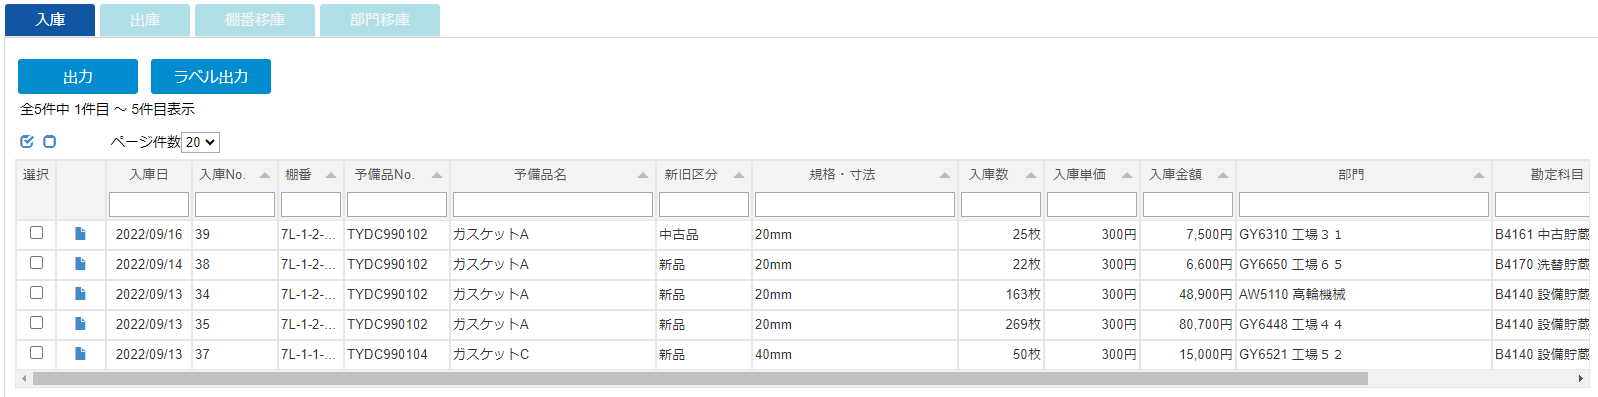 入庫 出庫 棚番移庫 部門移庫
出力 ラベル出力
全5件中 1件目 ～ 5件目表示
ページ件数 20
選択 入庫日 入庫No. 棚番 予備品No. 予備品名 新旧区分 規格・寸法 入庫数 入庫単価 入庫金額 部門 勘定科目
2022/09/16 39 7L-1-2-... TYDC990102 ガスケットA 中古品 20mm 25枚 300円 7,500円 GY6310 工場３１ B4161 中古貯蔵
2022/09/14 38 7L-1-2-... TYDC990102 ガスケットA 新品 20mm 22枚 300円 6,600円 GY6650 工場６５ B4170 洗替貯蔵
2022/09/13 34 7L-1-2-... TYDC990102 ガスケットA 新品 20mm 163枚 300円 48,900円 AW5110 高輪機械 B4140 設備貯蔵
2022/09/13 35 7L-1-2-... TYDC990102 ガスケットA 新品 20mm 269枚 300円 80,700円 GY6448 工場４４ B4140 設備貯蔵
2022/09/13 37 7L-1-1-... TYDC990104 ガスケットC 新品 40mm 50枚 300円 15,000円 GY6521 工場５２ B4140 設備貯蔵